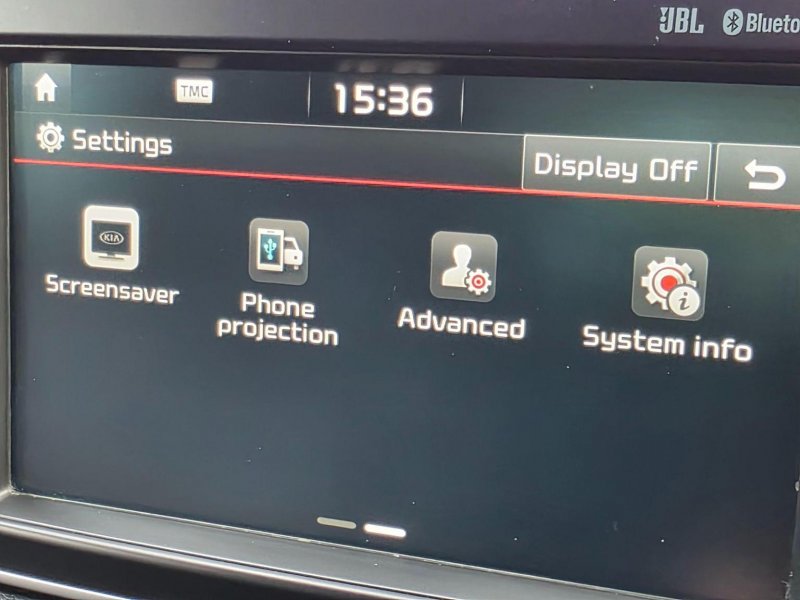 JBL Blueto
TMC 15:36
Settings
Display Off
KIA
Screensaver
Phone
projection
Advanced
i
System info